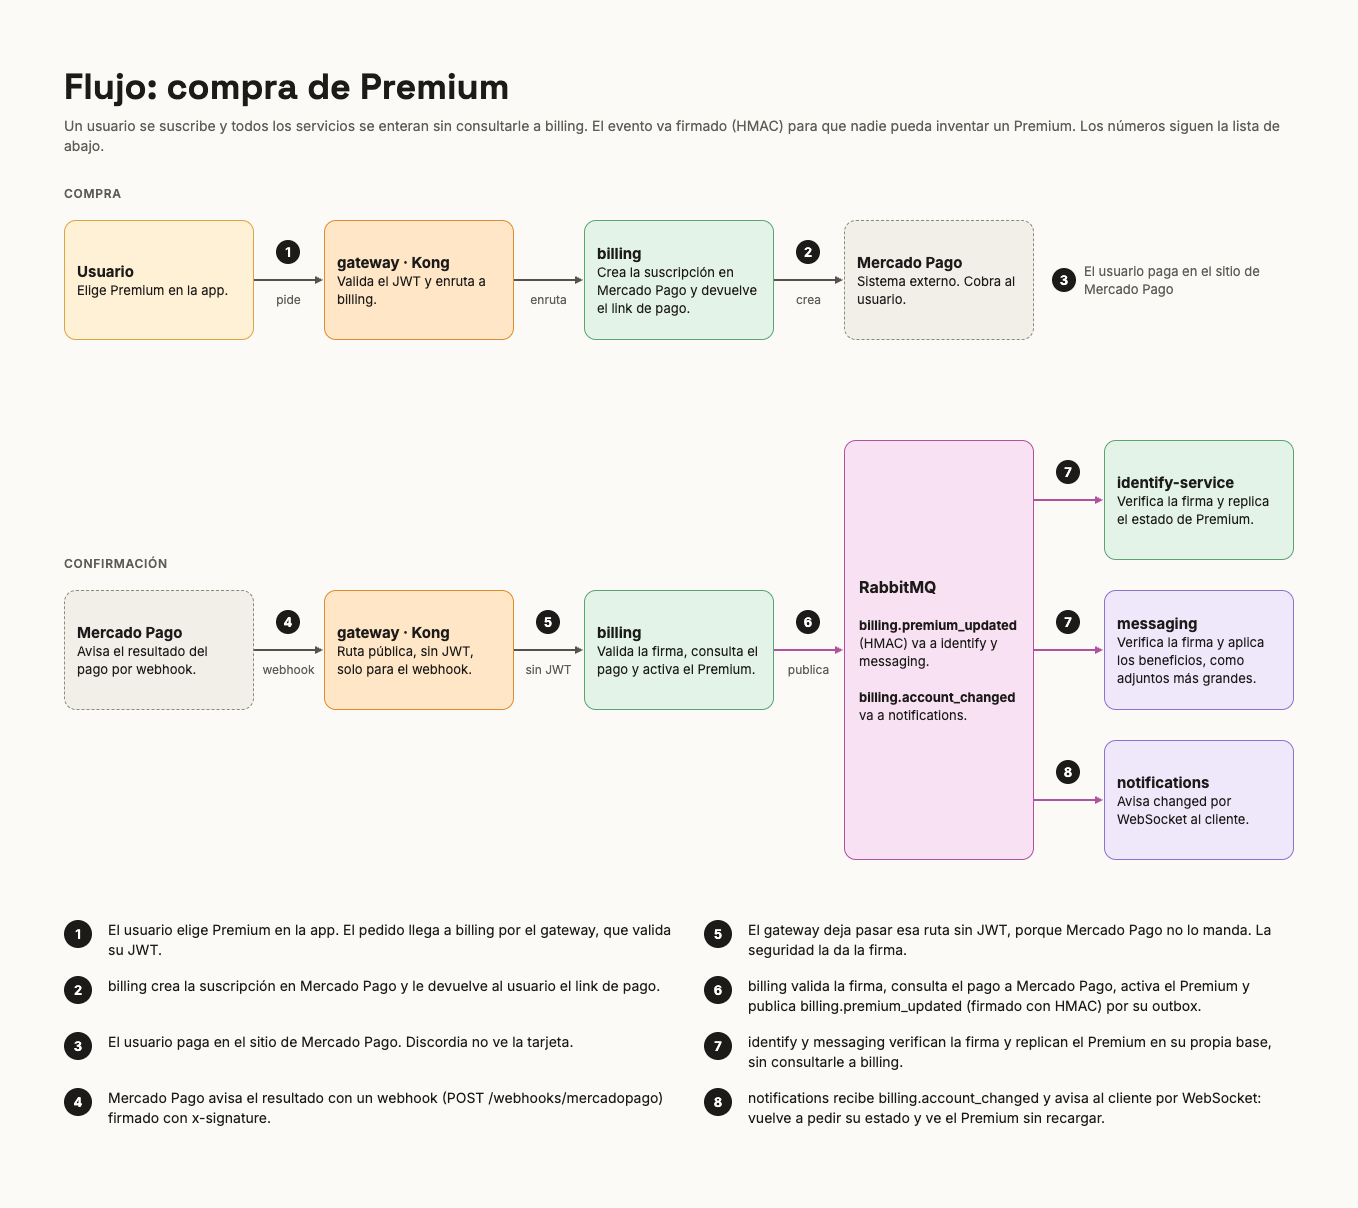 Flujo: compra de Premium
Un usuario se suscribe y todos los servicios se enteran sin consultarle a billing. El evento va firmado (HMAC) para que nadie pueda inventar un Premium. Los números siguen la lista de
abajo.
COMPRA
Usuario
Elige Premium en la app.
1
pide
gateway · Kong
Valida el JWT y enruta a
billing.
enruta
billing
Crea la suscripción en
Mercado Pago y devuelve
el link de pago.
2
crea
Mercado Pago
Sistema externo. Cobra al
usuario.
3
El usuario paga en el sitio de
Mercado Pago
CONFIRMACIÓN
Mercado Pago
Avisa el resultado del
pago por webhook.
4
webhook
gateway · Kong
Ruta pública, sin JWT,
solo para el webhook.
5
sin JWT
billing
Valida la firma, consulta el
pago y activa el Premium.
6
publica
RabbitMQ
billing.premium_updated
(HMAC) va a identify y
messaging.
billing.account_changed
va a notifications.
7
identify-service
Verifica la firma y replica
el estado de Premium.
7
messaging
Verifica la firma y aplica
los beneficios, como
adjuntos más grandes.
8
notifications
Avisa changed por
WebSocket al cliente.
1
El usuario elige Premium en la app. El pedido llega a billing por el gateway, que valida
su JWT.
2
billing crea la suscripción en Mercado Pago y le devuelve al usuario el link de pago.
3
El usuario paga en el sitio de Mercado Pago. Discordia no ve la tarjeta.
4
Mercado Pago avisa el resultado con un webhook (POST /webhooks/mercadopago)
firmado con x-signature.
5
El gateway deja pasar esa ruta sin JWT, porque Mercado Pago no lo manda. La
seguridad la da la firma.
6
billing valida la firma, consulta el pago a Mercado Pago, activa el Premium y
publica billing.premium_updated (firmado con HMAC) por su outbox.
7
identify y messaging verifican la firma y replican el Premium en su propia base,
sin consultarle a billing.
8
notifications recibe billing.account_changed y avisa al cliente por WebSocket:
vuelve a pedir su estado y ve el Premium sin recargar.